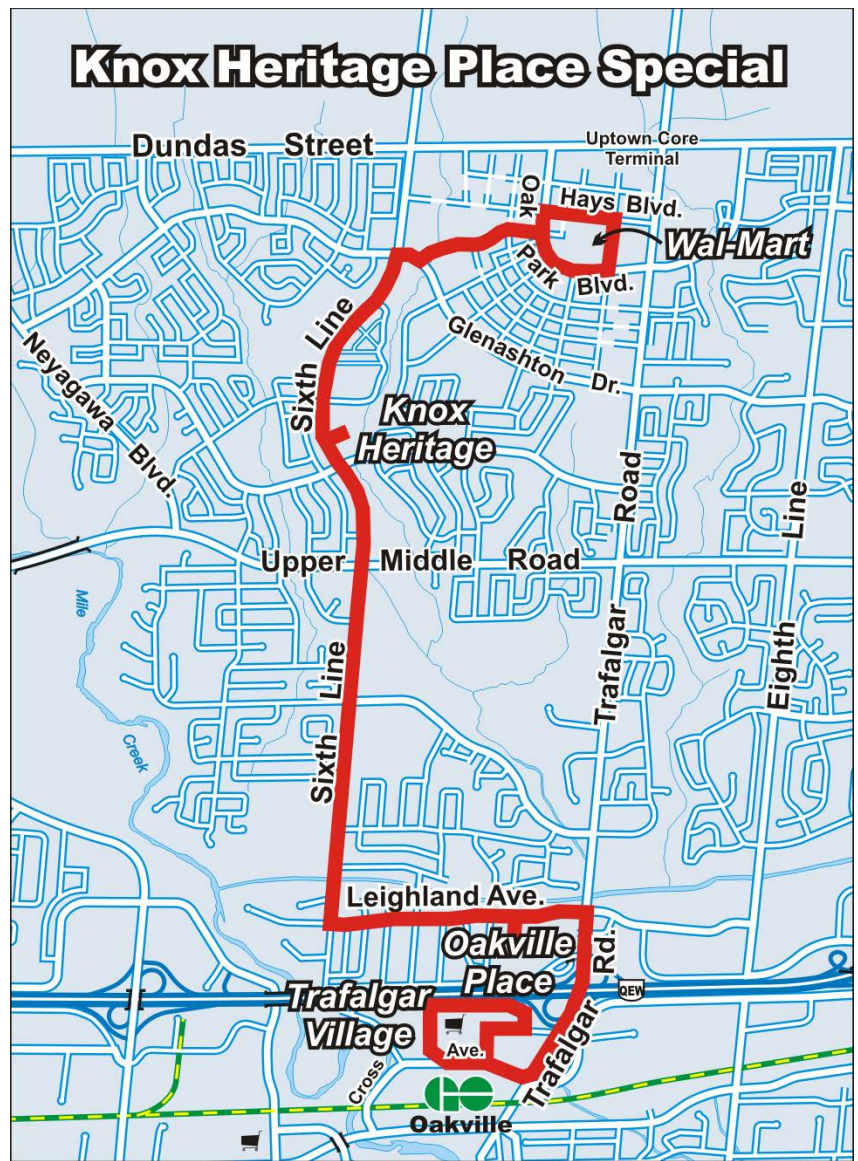 Knox Heritage Place Special
Dundas Street
Uptown Core
Terminal
Oak
Hays Blvd.
Wal-Mart
Park
Blvd.
Sixth Line
Glenashton Dr.
Neyagawa Blvd.
Knox
Heritage
Road
Line
Upper Middle Road
Mile
Creek
Sixth Line
Trafalgar
Eighth
Leighland Ave.
Oakville
Place
Rd.
QEW
Trafalgar
Village
Ave.
Cross
Trafalgar
GO
Oakville